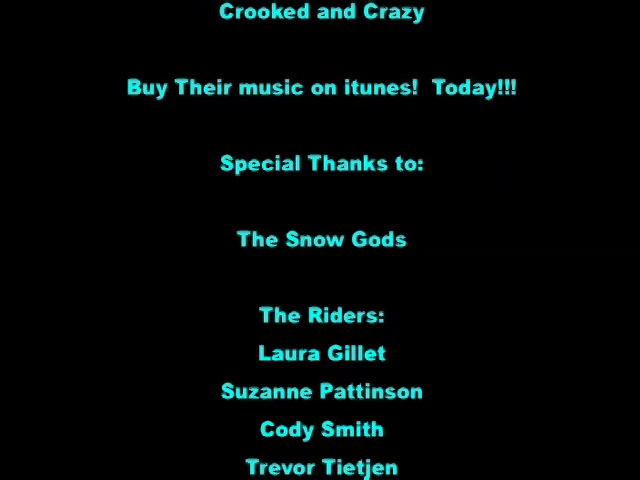 Crooked and Crazy
Buy Their music on itunes!  Today!!!
Special Thanks to:
The Snow Gods
The Riders:
Laura Gillet
Suzanne Pattinson
Cody Smith
Trevor Tietjen